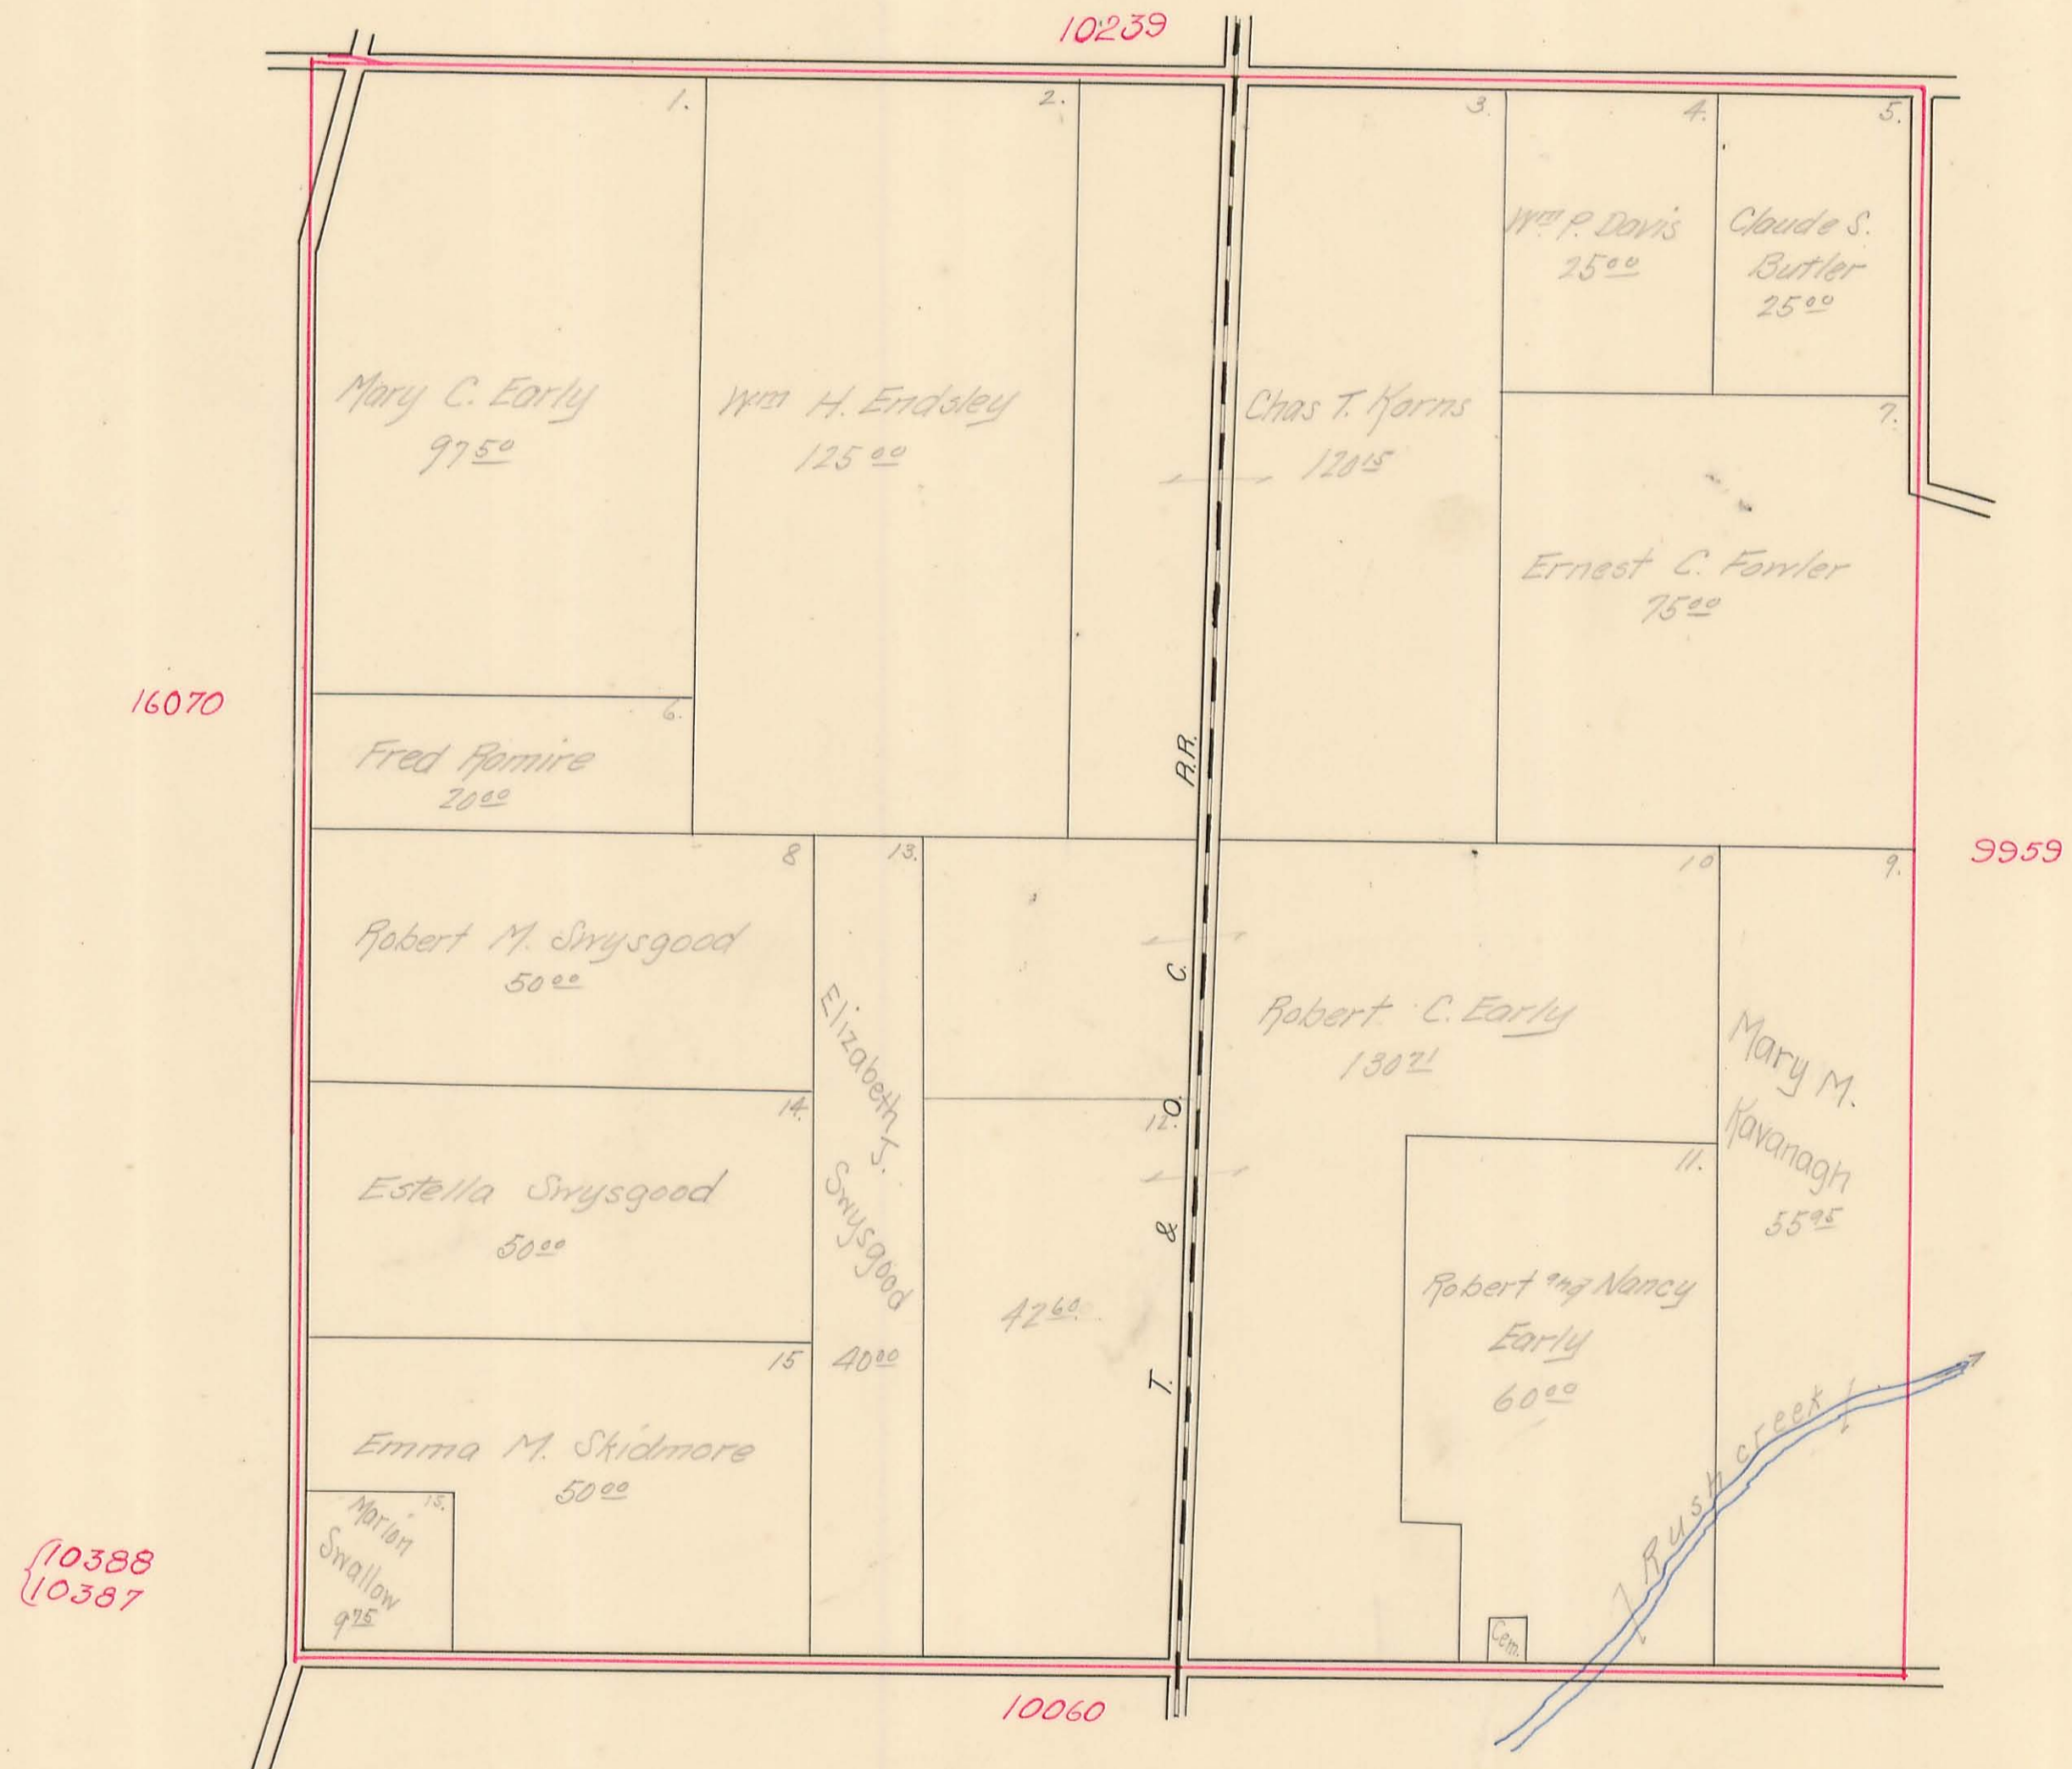 10239
1.
2.
3.
4.
5.
Wm P. Davis
25 00
Claude S.
Butler
25 00
Mary C. Early
97 50
Wm H. Endsley
125 00
Chas T. Karns
120 15
7.
Ernest C. Fowler
75 00
16070
6.
Fred Romire
20 00
R.R.
9959
8
13.
10
9.
Robert M. Swysgood
50 00
C.
Robert C. Early
130 71
Elizabeth J.
Swysgood
40 00
Mary M.
Kavanagh
55 95
14.
12.
O.
11.
Estella Swysgood
50 00
&
42 60
Robert and Nancy
Early
60 00
T.
15
Emma M. Skidmore
50 00
Rush creek
15.
Marion
Swallow
9 75
{10388
10387
Cem.
10060